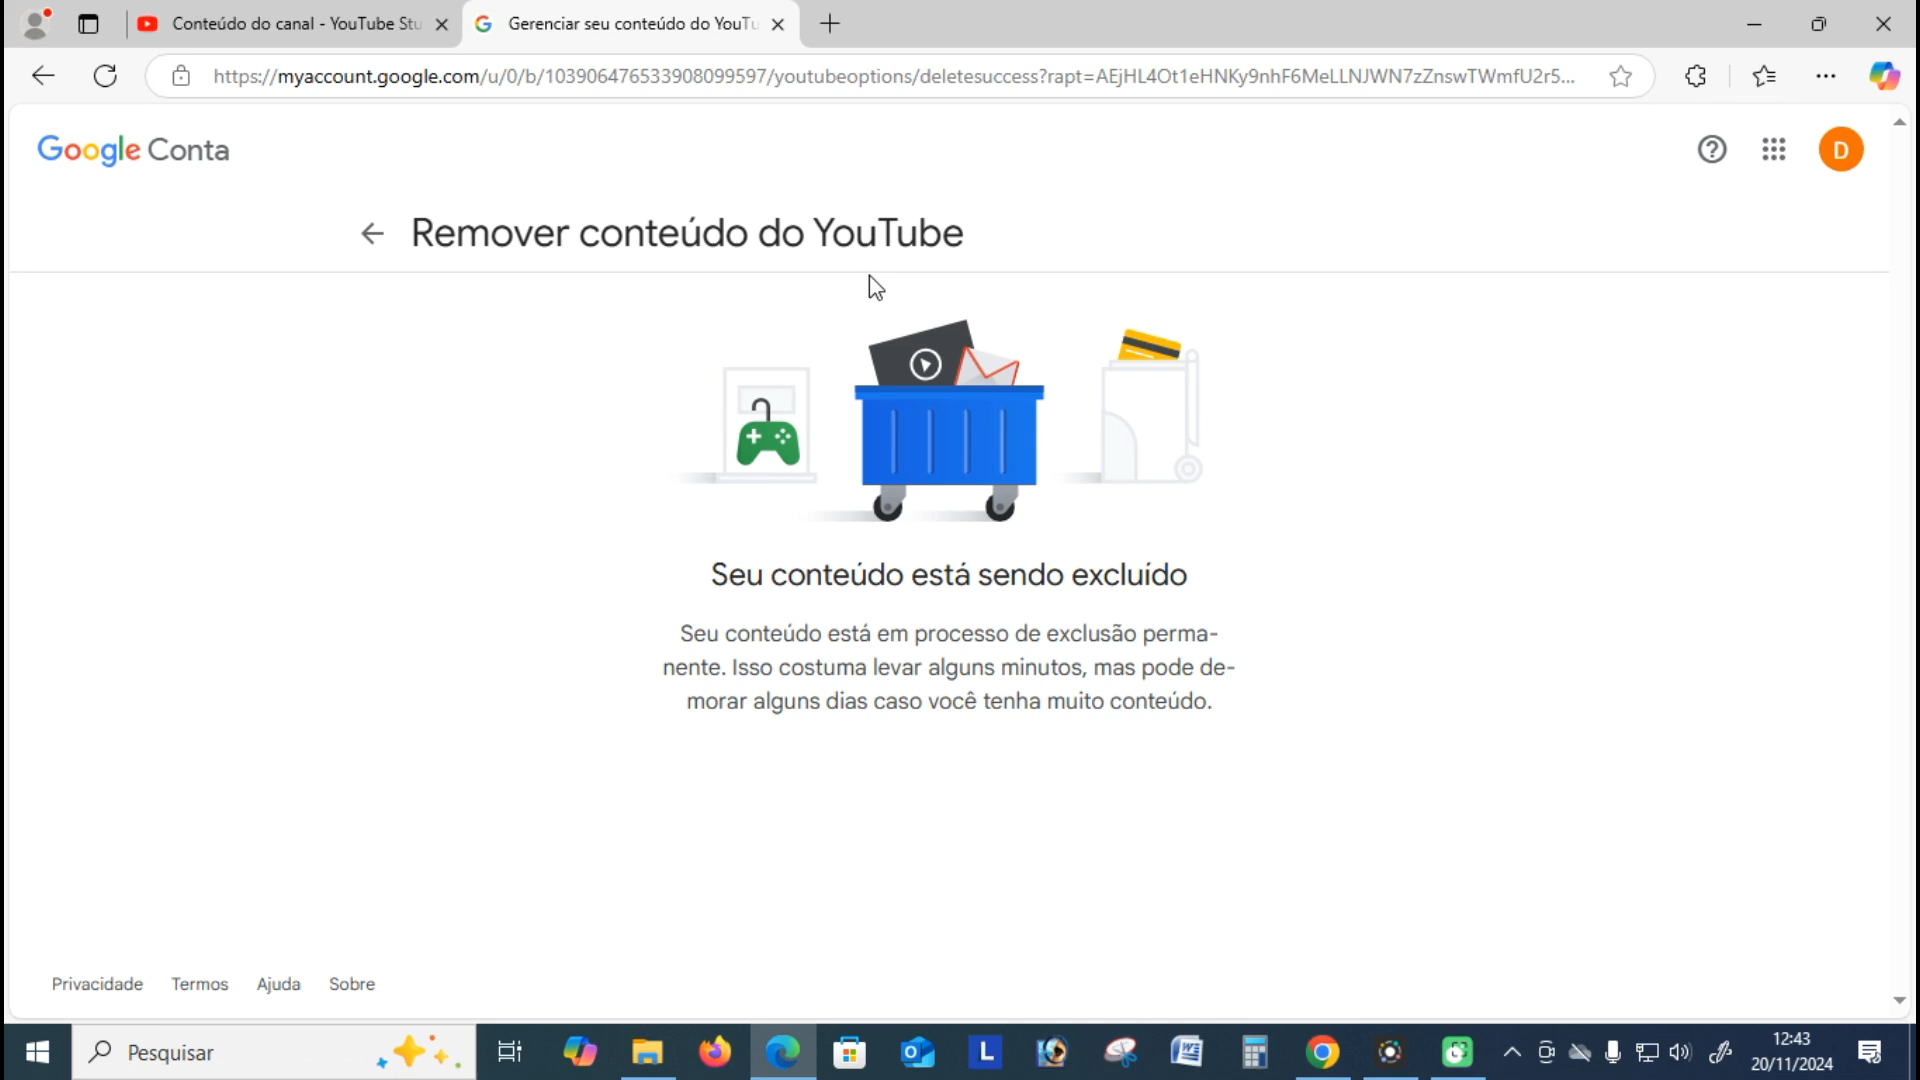 Conteúdo do canal - YouTube Stu
Gerenciar seu conteúdo do YouTu
https://myaccount.google.com/u/0/b/103906476533908099597/youtubeoptions/deletesuccess?rapt=AEjHL4Ot1eHNKy9nhF6MeLLNJWN7zZnswTWmfU2r5...
Google Conta
D
Remover conteúdo do YouTube
Seu conteúdo está sendo excluído
Seu conteúdo está em processo de exclusão perma-
nente. Isso costuma levar alguns minutos, mas pode de-
morar alguns dias caso você tenha muito conteúdo.
Privacidade Termos Ajuda Sobre
Pesquisar
L
12:43
20/11/2024